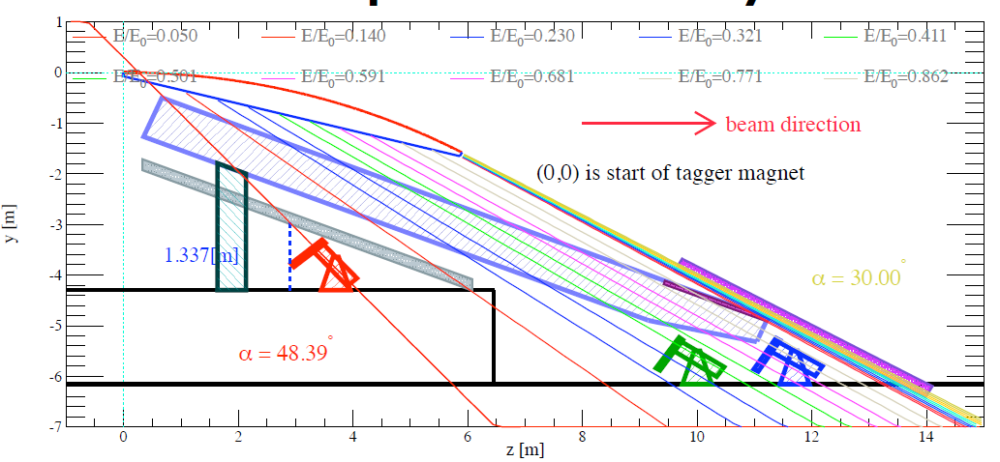 E/E0=0.050 E/E0=0.140 E/E0=0.230 E/E0=0.321 E/E0=0.411
E/E0=0.501 E/E0=0.591 E/E0=0.681 E/E0=0.771 E/E0=0.862
1
0
-1
-2
-3
-4
-5
-6
-7
y [m]
beam direction
(0,0) is start of tagger magnet
1.337[m]
α = 30.00°
α = 48.39°
0 2 4 6 8 10 12 14
z [m]